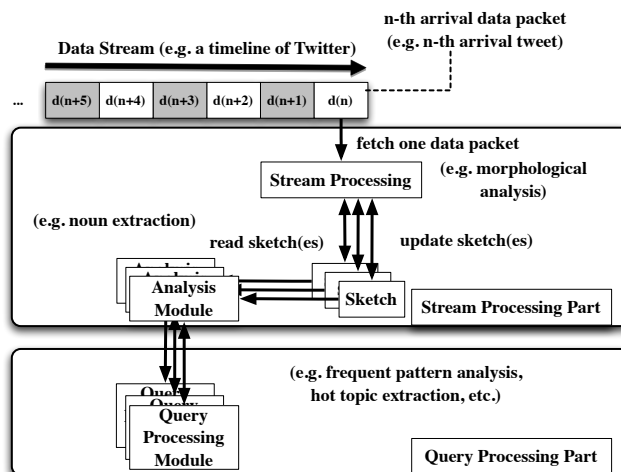 n-th arrival data packet
(e.g. n-th arrival tweet)
Data Stream (e.g. a timeline of Twitter)
... d(n+5) d(n+4) d(n+3) d(n+2) d(n+1) d(n)
fetch one data packet
(e.g. morphological
analysis)
Stream Processing
(e.g. noun extraction)
read sketch(es)
update sketch(es)
Analysis
Module
Sketch
Stream Processing Part
(e.g. frequent pattern analysis,
hot topic extraction, etc.)
Query
Query
Processing
Module
Query Processing Part